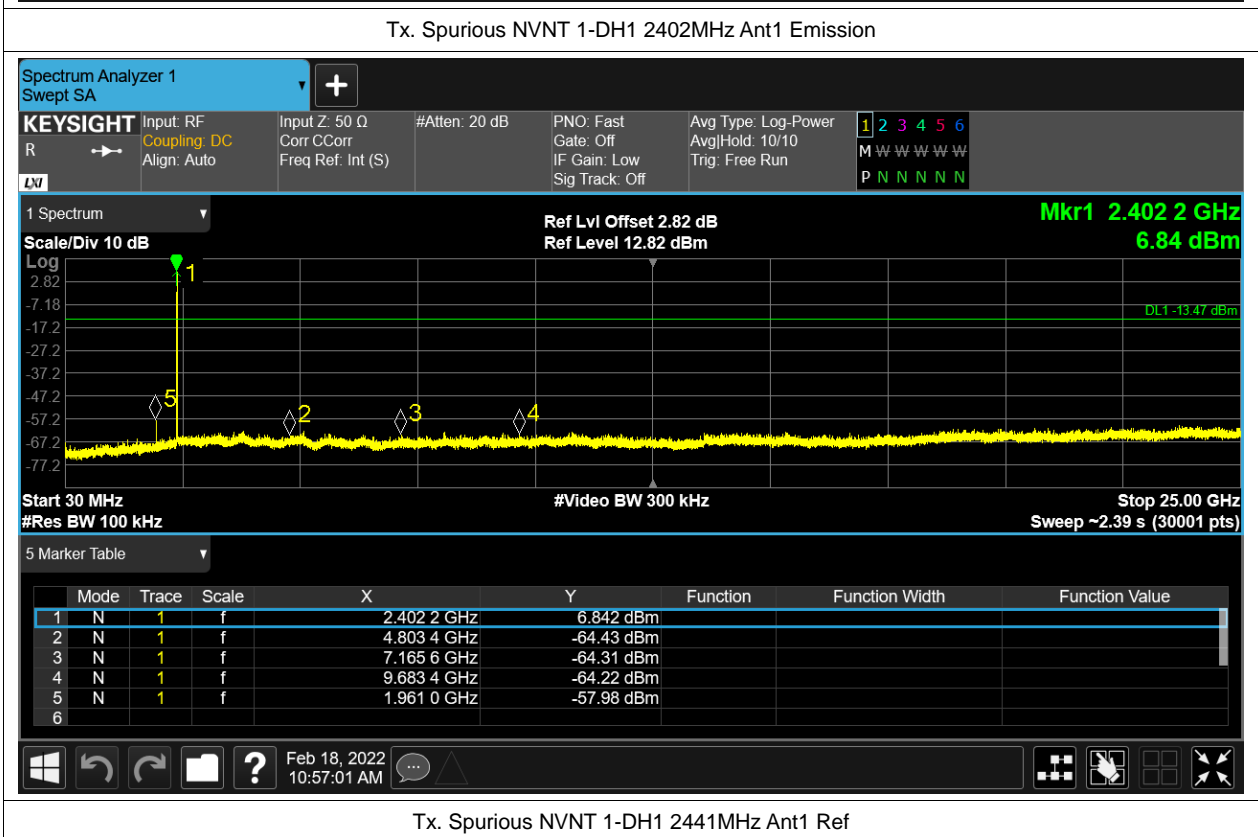 Tx. Spurious NVNT 1-DH1 2402MHz Ant1 Emission
Spectrum Analyzer 1
Swept SA
+
KEYSIGHT Input: RF Input Z: 50 Ω #Atten: 20 dB PNO: Fast Avg Type: Log-Power 1 2 3 4 5 6
R Coupling: DC Corr CCorr Gate: Off Avg|Hold: 10/10 M W W W W W W
Align: Auto Freq Ref: Int (S) IF Gain: Low Trig: Free Run
LXI Sig Track: Off P N N N N N N
1 Spectrum Ref Lvl Offset 2.82 dB Mkr1 2.402 2 GHz
Scale/Div 10 dB Ref Level 12.82 dBm 6.84 dBm
Log
1
2.82
-7.18
DL1 -13.47 dBm
-17.2
-27.2
-37.2
-47.2
5
2 3 4
-57.2
-67.2
-77.2
Start 30 MHz #Video BW 300 kHz Stop 25.00 GHz
#Res BW 100 kHz Sweep ~2.39 s (30001 pts)
5 Marker Table
Mode Trace Scale X Y Function Function Width Function Value
1 N 1 f 2.402 2 GHz 6.842 dBm
2 N 1 f 4.803 4 GHz -64.43 dBm
3 N 1 f 7.165 6 GHz -64.31 dBm
4 N 1 f 9.683 4 GHz -64.22 dBm
5 N 1 f 1.961 0 GHz -57.98 dBm
6
? Feb 18, 2022
10:57:01 AM
Tx. Spurious NVNT 1-DH1 2441MHz Ant1 Ref